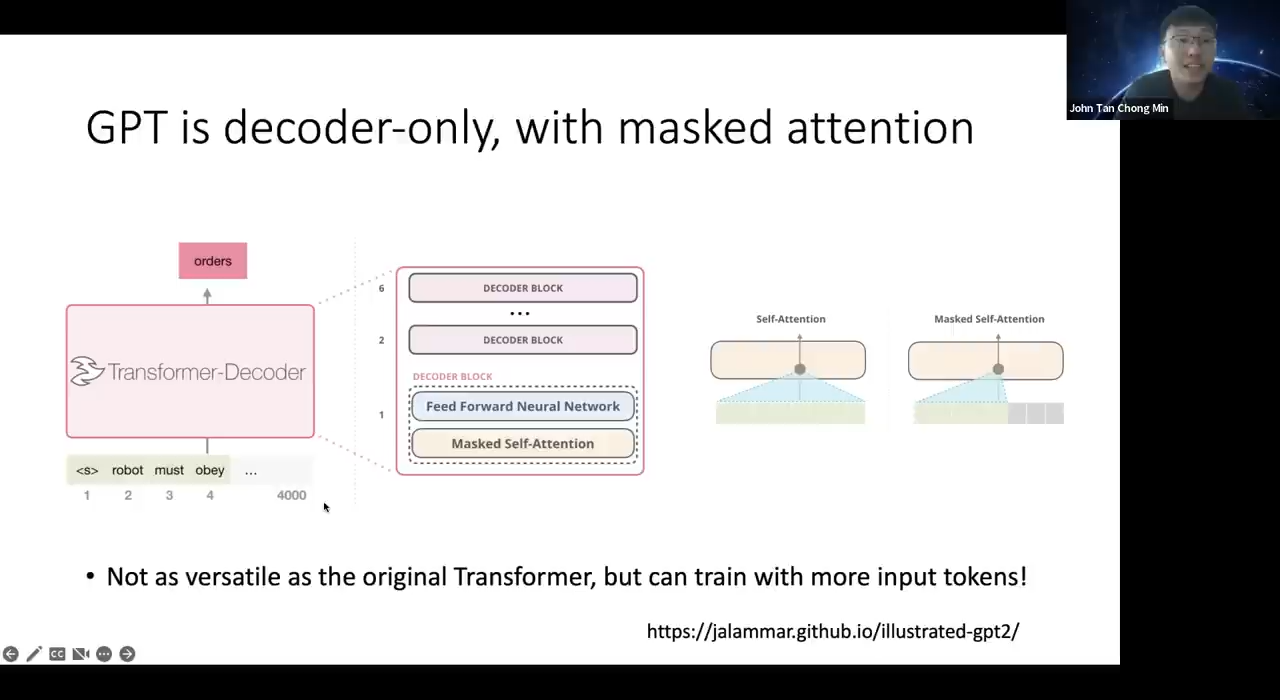 John Tan Chong Min
GPT is decoder-only, with masked attention
orders
Transformer-Decoder
<s> robot must obey ...
1 2 3 4 4000
6 DECODER BLOCK
...
2 DECODER BLOCK
DECODER BLOCK
Feed Forward Neural Network
1
Masked Self-Attention
Self-Attention
Masked Self-Attention
• Not as versatile as the original Transformer, but can train with more input tokens!
https://jalammar.github.io/illustrated-gpt2/
CC